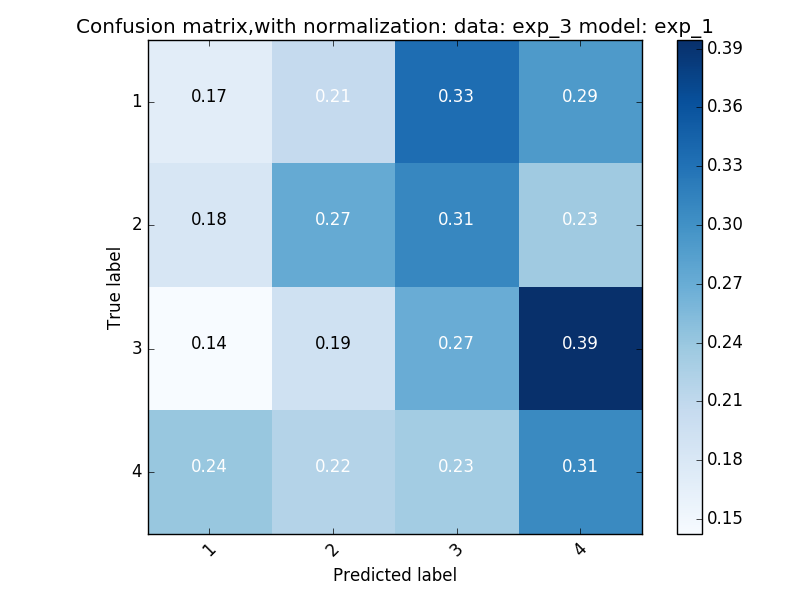 Confusion matrix,with normalization: data: exp_3 model: exp_1
True label
1 0.17 0.21 0.33 0.29
2 0.18 0.27 0.31 0.23
3 0.14 0.19 0.27 0.39
4 0.24 0.22 0.23 0.31
1 2 3 4
Predicted label
0.39
0.36
0.33
0.30
0.27
0.24
0.21
0.18
0.15